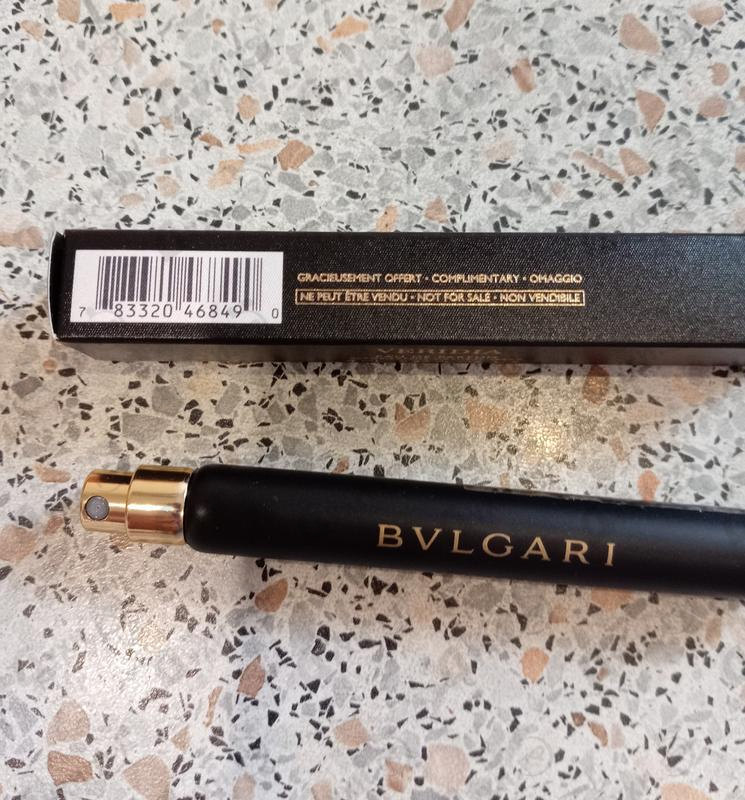 GRACIEUSEMENT OFFERT • COMPLIMENTARY • OMAGGIO
NE PEUT ÊTRE VENDU • NOT FOR SALE • NON VENDIBILE
7 83320 46849 0
BVLGARI